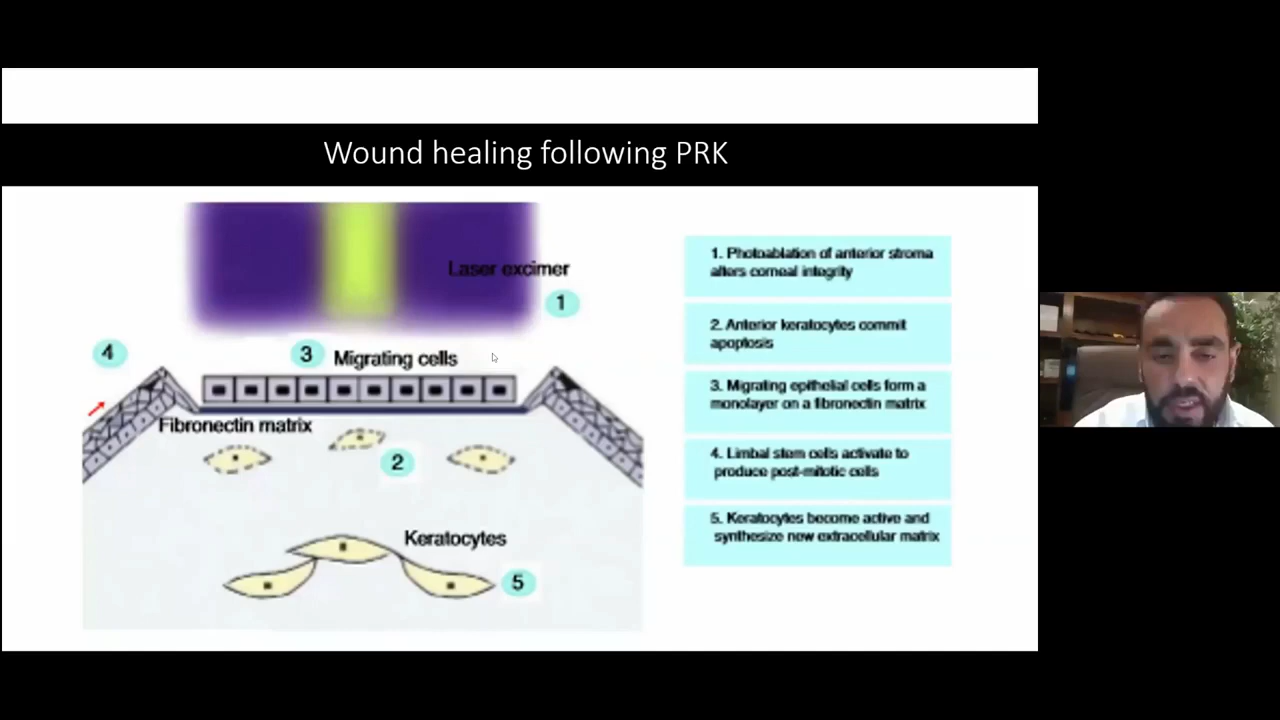 Wound healing following PRK
Laser excimer
1
4
3
Migrating cells
Fibronectin matrix
2
Keratocytes
5
1. Photoablation of anterior stroma
alters corneal integrity
2. Anterior keratocytes commit
apoptosis
3. Migrating epithelial cells form a
monolayer on a fibronectin matrix
4. Limbal stem cells activate to
produce post-mitotic cells
5. Keratocytes become active and
synthesize new extracellular matrix